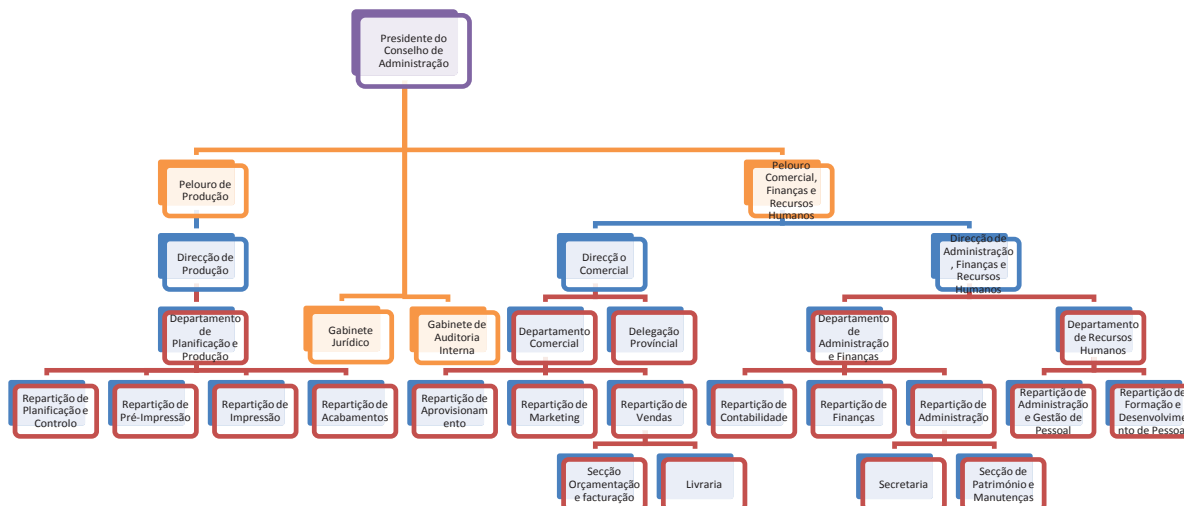 Presidente do
Conselho de
Administração
Pelouro de
Produção
Pelouro
Comercial,
Finanças e
Recursos
Humanos
Direcção de
Produção
Direcçã o
Comercial
Direcção de
Administração
, Finanças e
Recursos
Humanos
Departamento
de
Planificação e
Produção
Gabinete
Jurídico
Gabinete de
Auditoria
Interna
Departamento
Comercial
Delegação
Províncial
Departamento
de
Administração
e Finanças
Departamento
de Recursos
Humanos
Repartição de
Planificação e
Controlo
Repartição de
Pré-Impressão
Repartição de
Impressão
Repartição de
Acabamentos
Repartição de
Aprovisionam
ento
Repartição de
Marketing
Repartição de
Vendas
Repartição de
Contabilidade
Repartição de
Finanças
Repartição de
Administração
Repartição de
Administração
e Gestão de
Pessoal
Repartição de
Formação e
Desenvolvime
nto de Pessoal
Secção
Orçamentação
e facturação
Livraria
Secretaria
Secção de
Património e
Manutenças